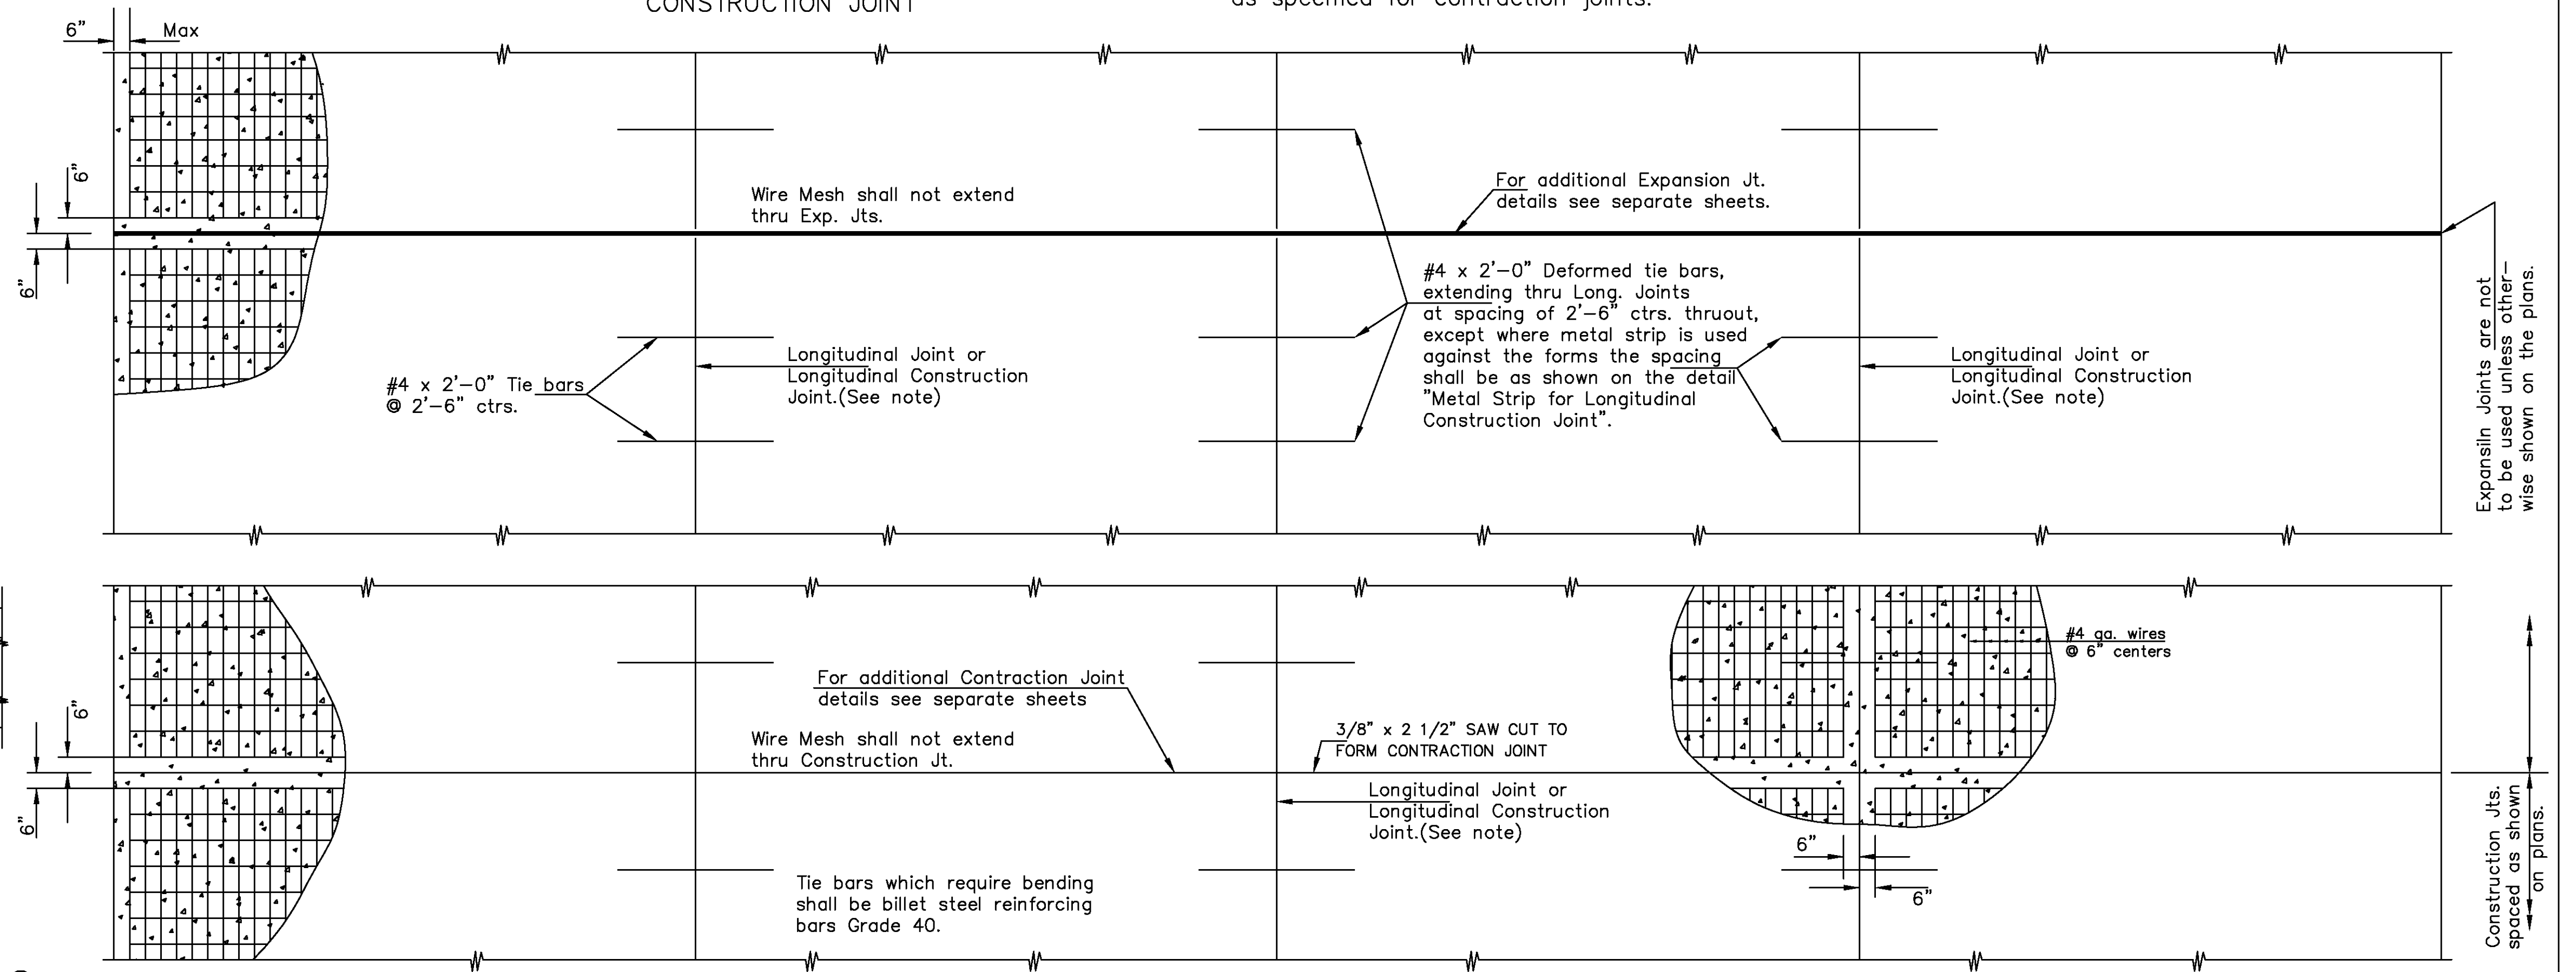 CONSTRUCTION JOINT
as specified for contraction joints.
6" Max
6"
6"
Wire Mesh shall not extend
thru Exp. Jts.
For additional Expansion Jt.
details see separate sheets.
#4 x 2'-0" Deformed tie bars,
extending thru Long. Joints
at spacing of 2'-6" ctrs. thruout,
except where metal strip is used
against the forms the spacing
shall be as shown on the detail
"Metal Strip for Longitudinal
Construction Joint".
#4 x 2'-0" Tie bars
@ 2'-6" ctrs.
Longitudinal Joint or
Longitudinal Construction
Joint.(See note)
Longitudinal Joint or
Longitudinal Construction
Joint.(See note)
Expansiln Joints are not
to be used unless other-
wise shown on the plans.
6"
6"
For additional Contraction Joint
details see separate sheets
Wire Mesh shall not extend
thru Construction Jt.
3/8" x 2 1/2" SAW CUT TO
FORM CONTRACTION JOINT
Longitudinal Joint or
Longitudinal Construction
Joint.(See note)
Tie bars which require bending
shall be billet steel reinforcing
bars Grade 40.
#4 ga. wires
@ 6" centers
6"
6"
Construction Jts.
spaced as shown
on plans.